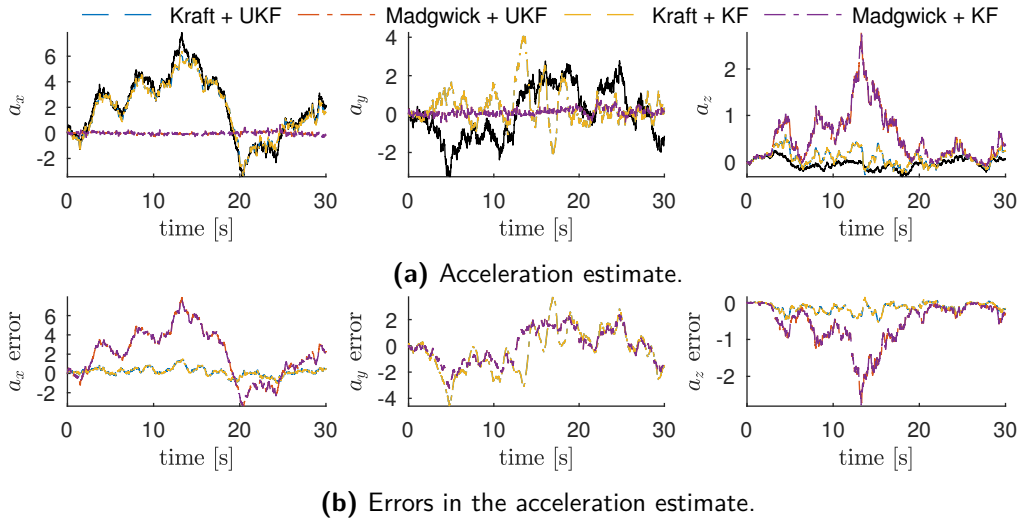 Kraft + UKF Madgwick + UKF Kraft + KF Madgwick + KF
6 4 2 0 -2
a_x
0 10 20 30
time [s]
4 2 0 -2
a_y
0 10 20 30
time [s]
2 1 0
a_z
0 10 20 30
time [s]
(a) Acceleration estimate.
6 4 2 0 -2
a_x error
0 10 20 30
time [s]
2 0 -2 -4
a_y error
0 10 20 30
time [s]
0 -1 -2
a_z error
0 10 20 30
time [s]
(b) Errors in the acceleration estimate.